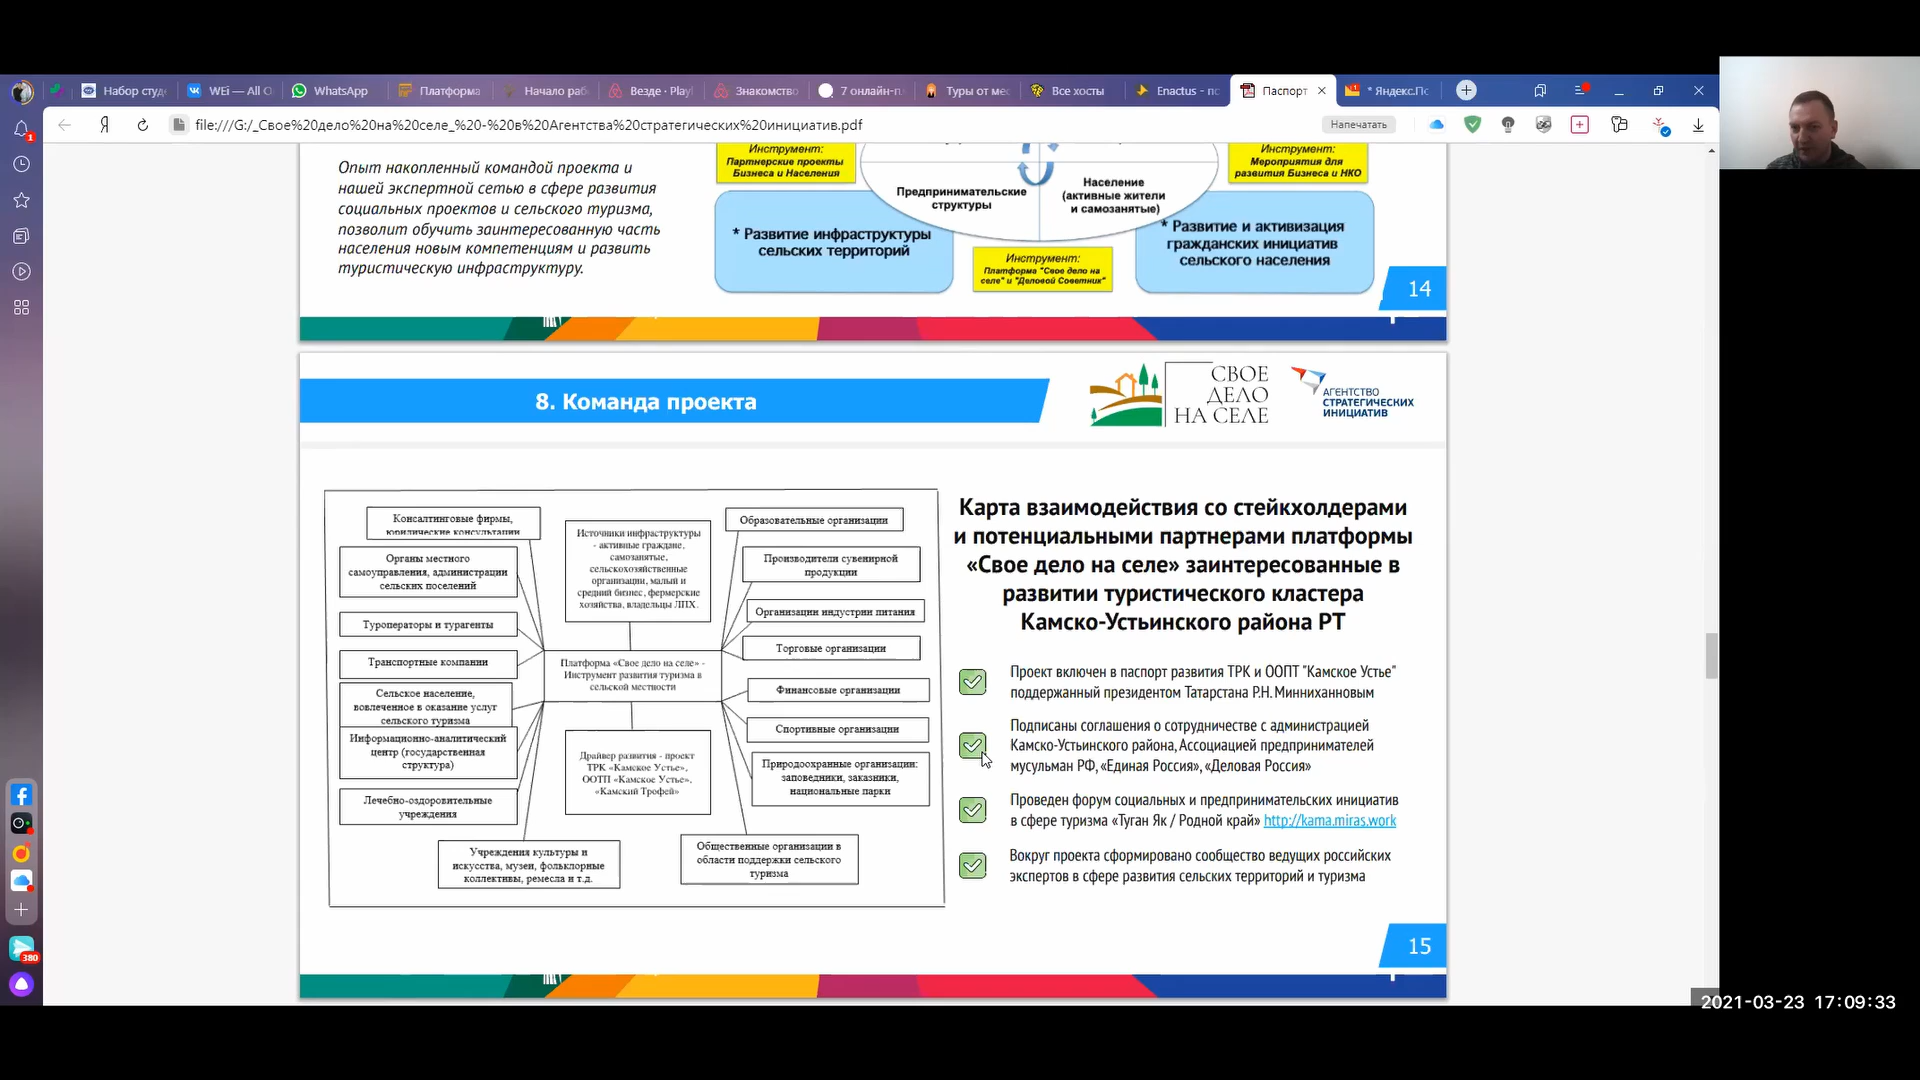 Набор студ
WEi — All O
WhatsApp
Платформа
Начало раб
Везде · Playl
Знакомство
7 онлайн-п
Туры от мес
Все хосты
Enactus - по
Паспорт
* Яндекс.По
file:///G:/_Свое%20дело%20на%20селе_%20-%20в%20Агентства%20стратегических%20инициатив.pdf
Напечатать
1
Опыт накопленный командой проекта и
нашей экспертной сетью в сфере развития
социальных проектов и сельского туризма,
позволит обучить заинтересованную часть
населения новым компетенциям и развить
туристическую инфраструктуру.
Инструмент:
Партнерские проекты
Бизнеса и Населения
Предпринимательские
структуры
Население
(активные жители
и самозанятые)
Инструмент:
Мероприятия для
развития Бизнеса и НКО
* Развитие инфраструктуры
сельских территорий
Инструмент:
Платформа "Свое дело на
селе" и "Деловой Советник"
* Развитие и активизация
гражданских инициатив
сельского населения
14
8. Команда проекта
СВОЕ
ДЕЛО
НА СЕЛЕ
АГЕНТСТВО
СТРАТЕГИЧЕСКИХ
ИНИЦИАТИВ
Консалтинговые фирмы,
юридические консультации
Органы местного
самоуправления, администрации
сельских поселений
Туроператоры и турагенты
Транспортные компании
Сельское население,
вовлеченное в оказание услуг
сельского туризма
Информационно-аналитический
центр (государственная
структура)
Лечебно-оздоровительные
учреждения
Учреждения культуры и
искусства, музеи, фольклорные
коллективы, ремесла и т.д.
Источники инфраструктуры
- активные граждане,
самозанятые,
сельскохозяйственные
организации, малый и
средний бизнес, фермерские
хозяйства, владельцы ЛПХ.
Платформа «Свое дело на селе» -
Инструмент развития туризма в
сельской местности
Драйвер развития - проект
ТРК «Камское Устье»,
ООТП «Камское Устье»,
«Камский Трофей»
Образовательные организации
Производители сувенирной
продукции
Организации индустрии питания
Торговые организации
Финансовые организации
Спортивные организации
Природоохранные организации:
заповедники, заказники,
национальные парки
Общественные организации в
области поддержки сельского
туризма
Карта взаимодействия со стейкхолдерами
и потенциальными партнерами платформы
«Свое дело на селе» заинтересованные в
развитии туристического кластера
Камско-Устьинского района РТ
Проект включен в паспорт развития ТРК и ООПТ "Камское Устье"
поддержанный президентом Татарстана Р.Н. Минниханновым
Подписаны соглашения о сотрудничестве с администрацией
Камско-Устьинского района, Ассоциацией предпринимателей
мусульман РФ, «Единая Россия», «Деловая Россия»
Проведен форум социальных и предпринимательских инициатив
в сфере туризма «Туган Як / Родной край» http://kama.miras.work
Вокруг проекта сформировано сообщество ведущих российских
экспертов в сфере развития сельских территорий и туризма
15
380
2021-03-23 17:09:33